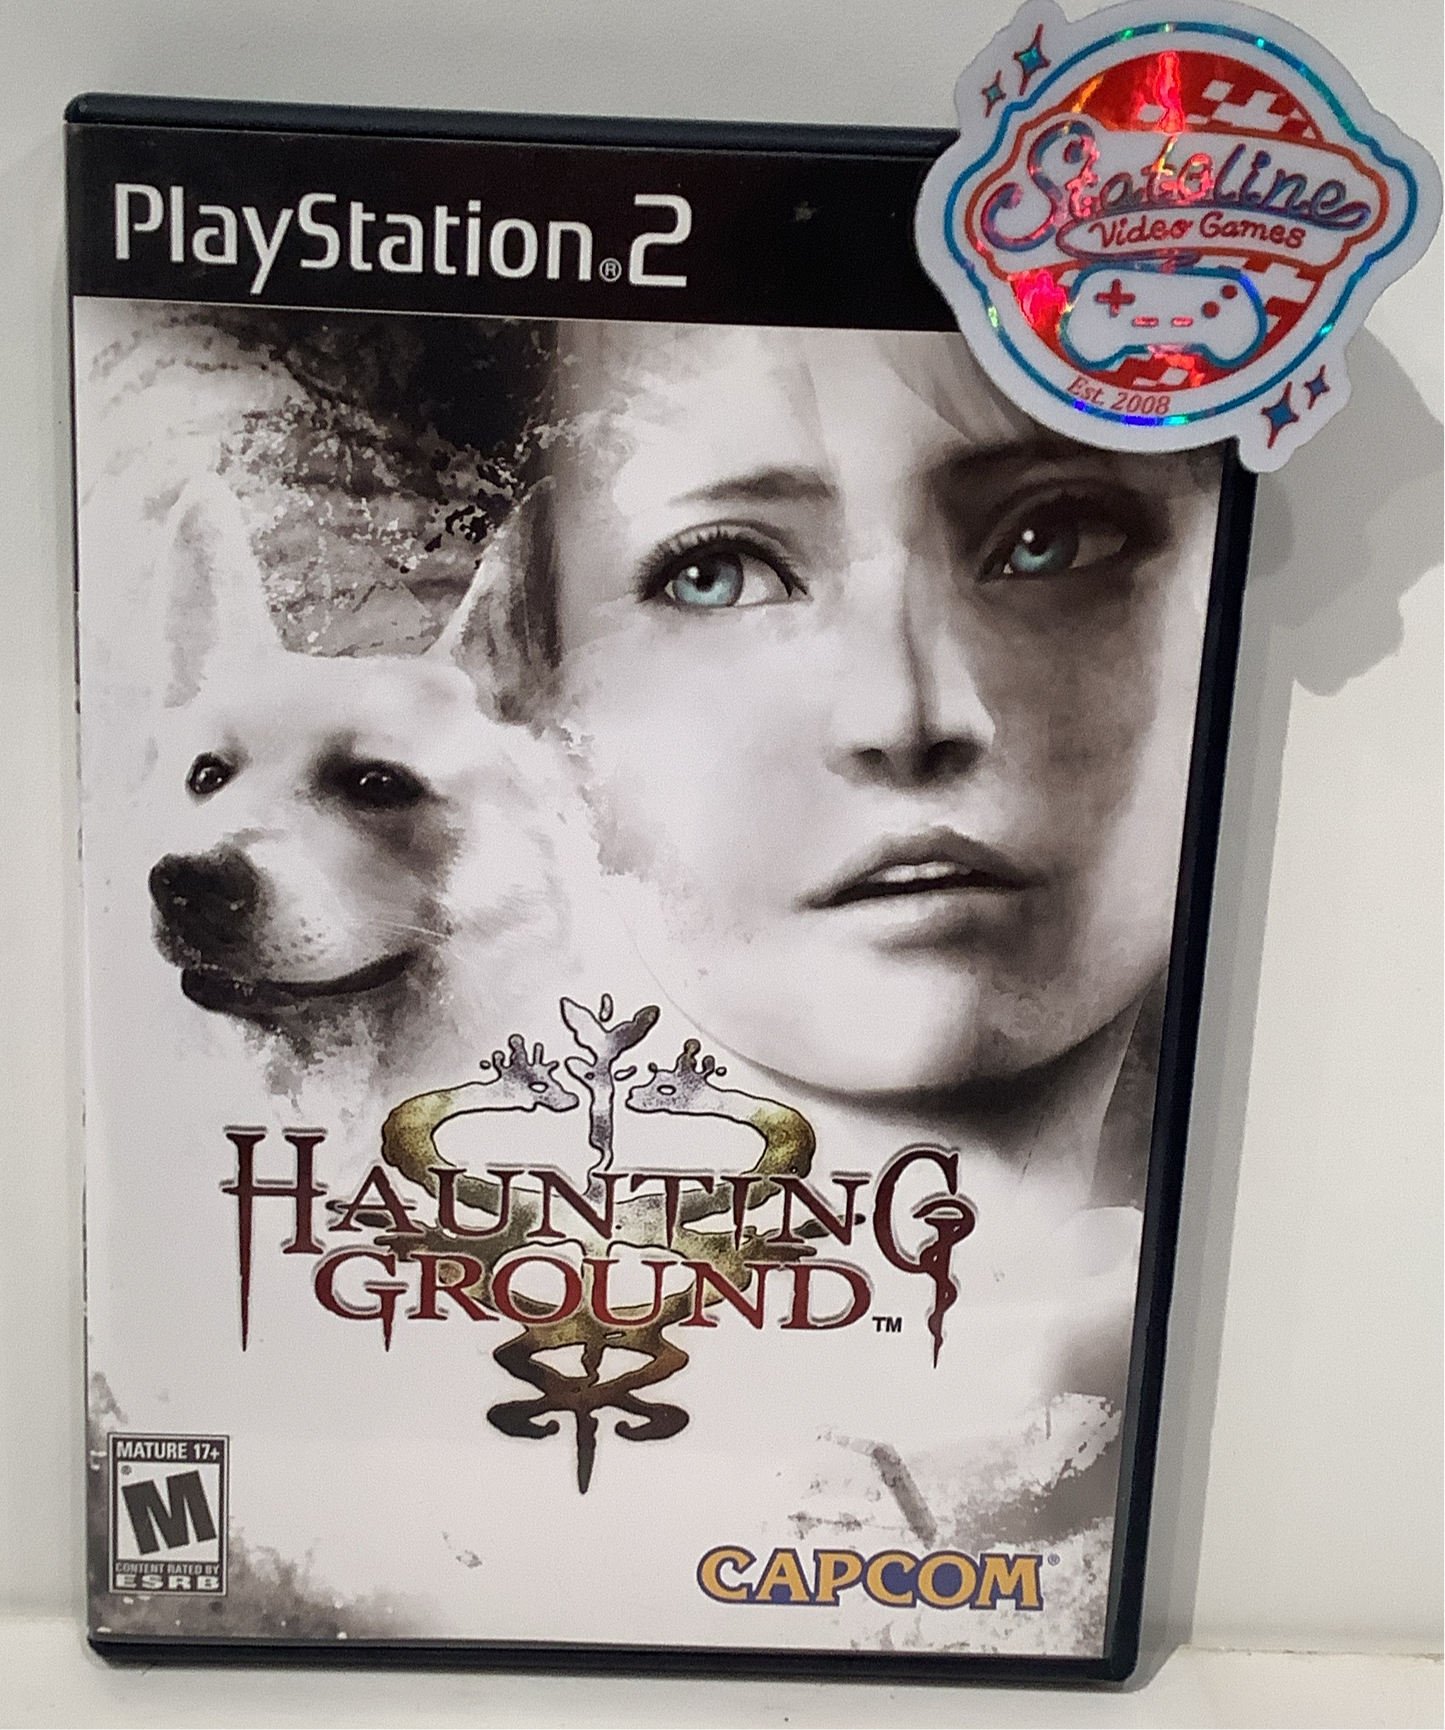 Stateline
Video Games
Est. 2008
PlayStation®2
HAUNTING
GROUND™
MATURE 17+
M®
CONTENT RATED BY
ESRB
CAPCOM®